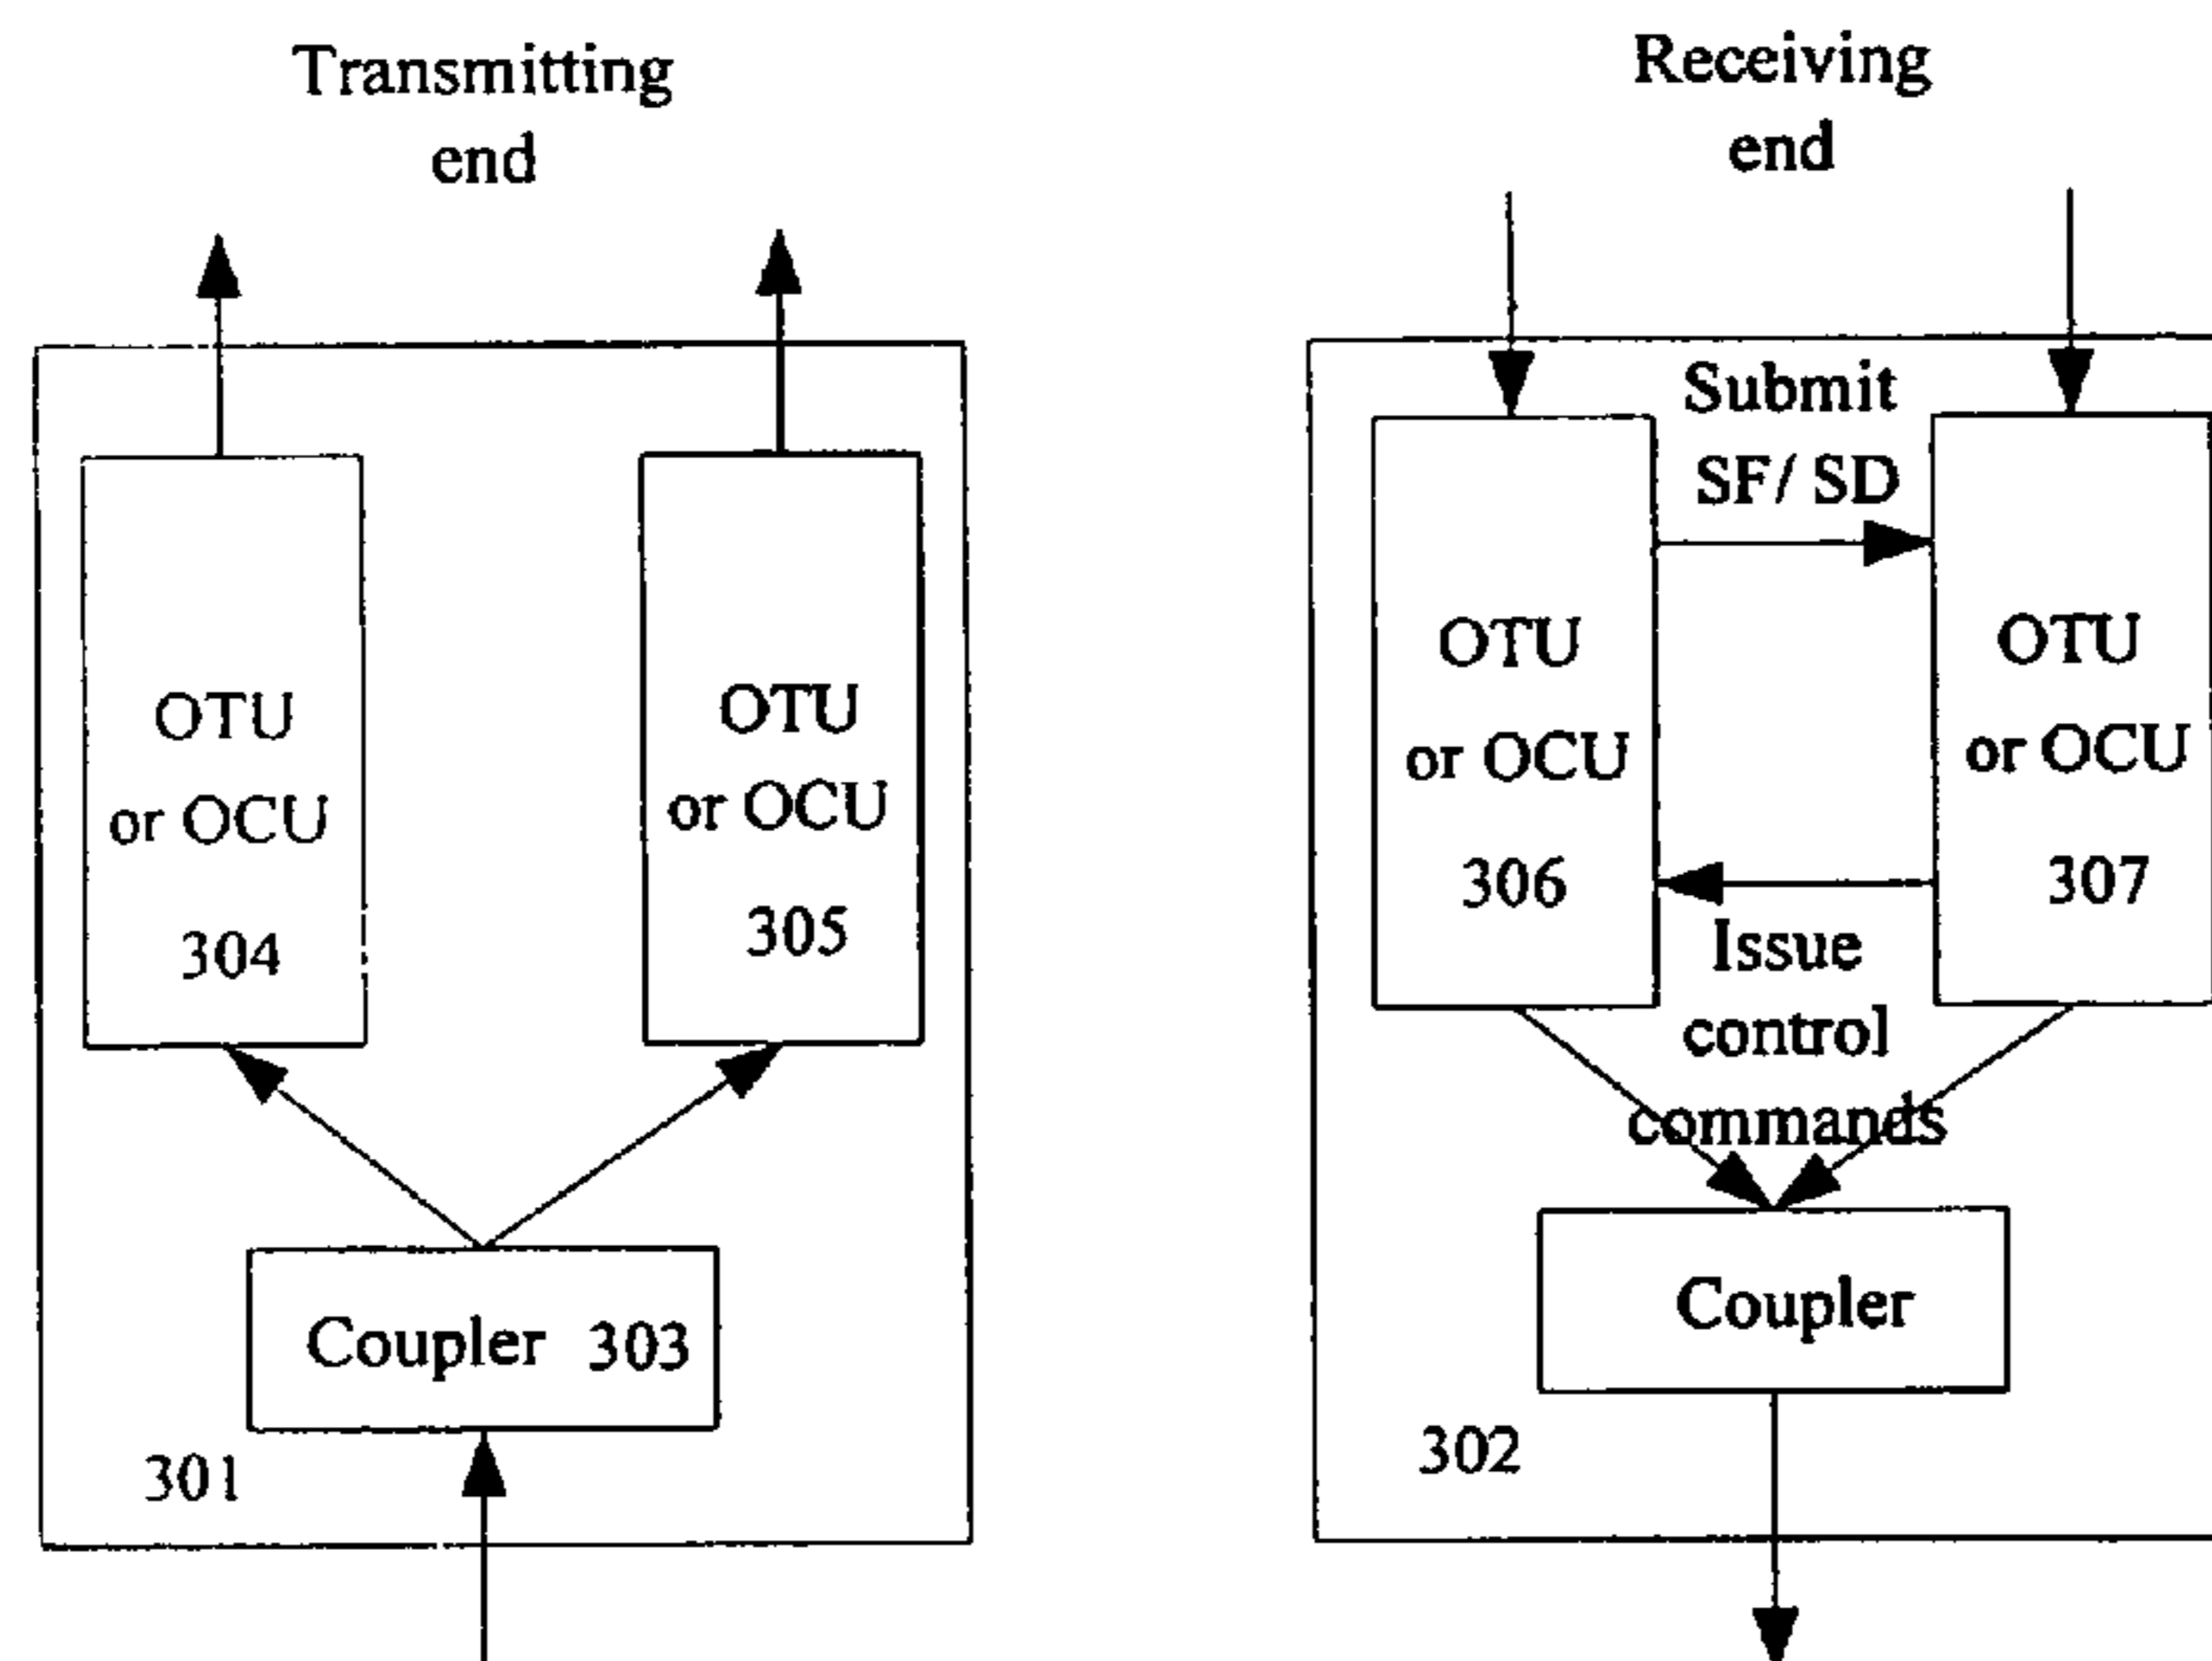 Transmitting
end
OTU
or OCU
304
OTU
or OCU
305
Coupler 303
301
Receiving
end
Submit
SF/ SD
OTU
or OCU
306
OTU
or OCU
307
Issue
control
commands
Coupler
302